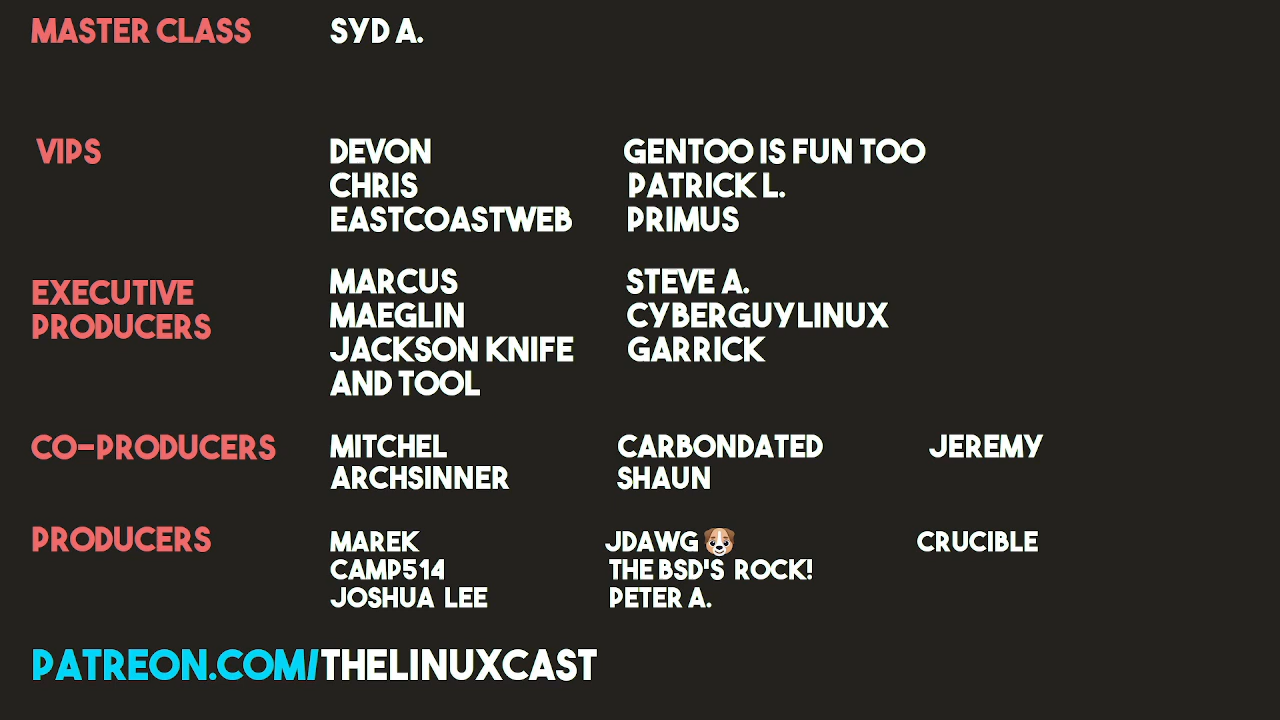 MASTER CLASS SYD A.
VIPS DEVON GENTOO IS FUN TOO
CHRIS PATRICK L.
EASTCOASTWEB PRIMUS
EXECUTIVE PRODUCERS MARCUS STEVE A.
MAEGLIN CYBERGUYLINUX
JACKSON KNIFE GARRICK
AND TOOL
CO-PRODUCERS MITCHEL CARBONDATED JEREMY
ARCHSINNER SHAUN
PRODUCERS MAREK JDAWG🐶 CRUCIBLE
CAMP514 THE BSD'S ROCK!
JOSHUA LEE PETER A.
PATREON.COM/THELINUXCAST